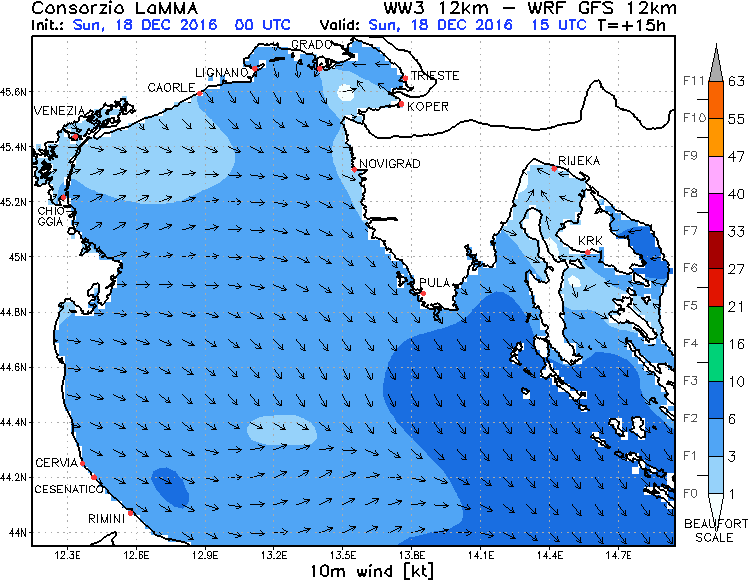 Consorzio LaMMA WW3 12km – WRF GFS 12km
Init.: Sun, 18 DEC 2016 00 UTC Valid: Sun, 18 DEC 2016 15 UTC T=+15h
GRADO
LIGNANO
TRIESTE
CAORLE
KOPER
VENEZIA
NOVIGRAD
RIJEKA
CHIO-
GGIA
KRK
PULA
CERVIA
CESENATICO
RIMINI
45.6N
45.4N
45.2N
45N
44.8N
44.6N
44.4N
44.2N
44N
12.3E 12.6E 12.9E 13.2E 13.5E 13.8E 14.1E 14.4E 14.7E
10m wind [kt]
F11 63
F10 55
F9 47
F8 40
F7 33
F6 27
F5 21
F4 16
F3 10
F2 6
F1 3
F0 1
BEAUFORT
SCALE